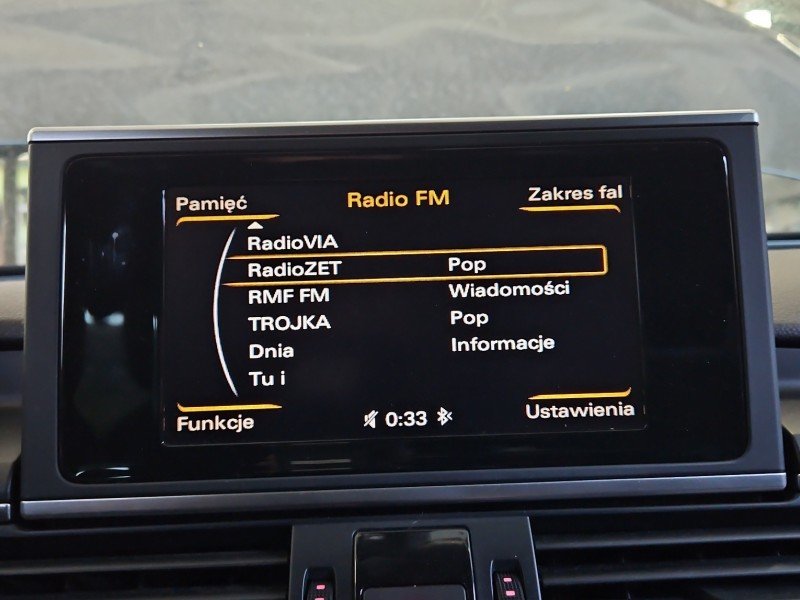 Pamięć Radio FM Zakres fal
RadioVIA
RadioZET Pop
RMF FM Wiadomości
TROJKA Pop
Dnia Informacje
Tu i
Funkcje 0:33 Ustawienia